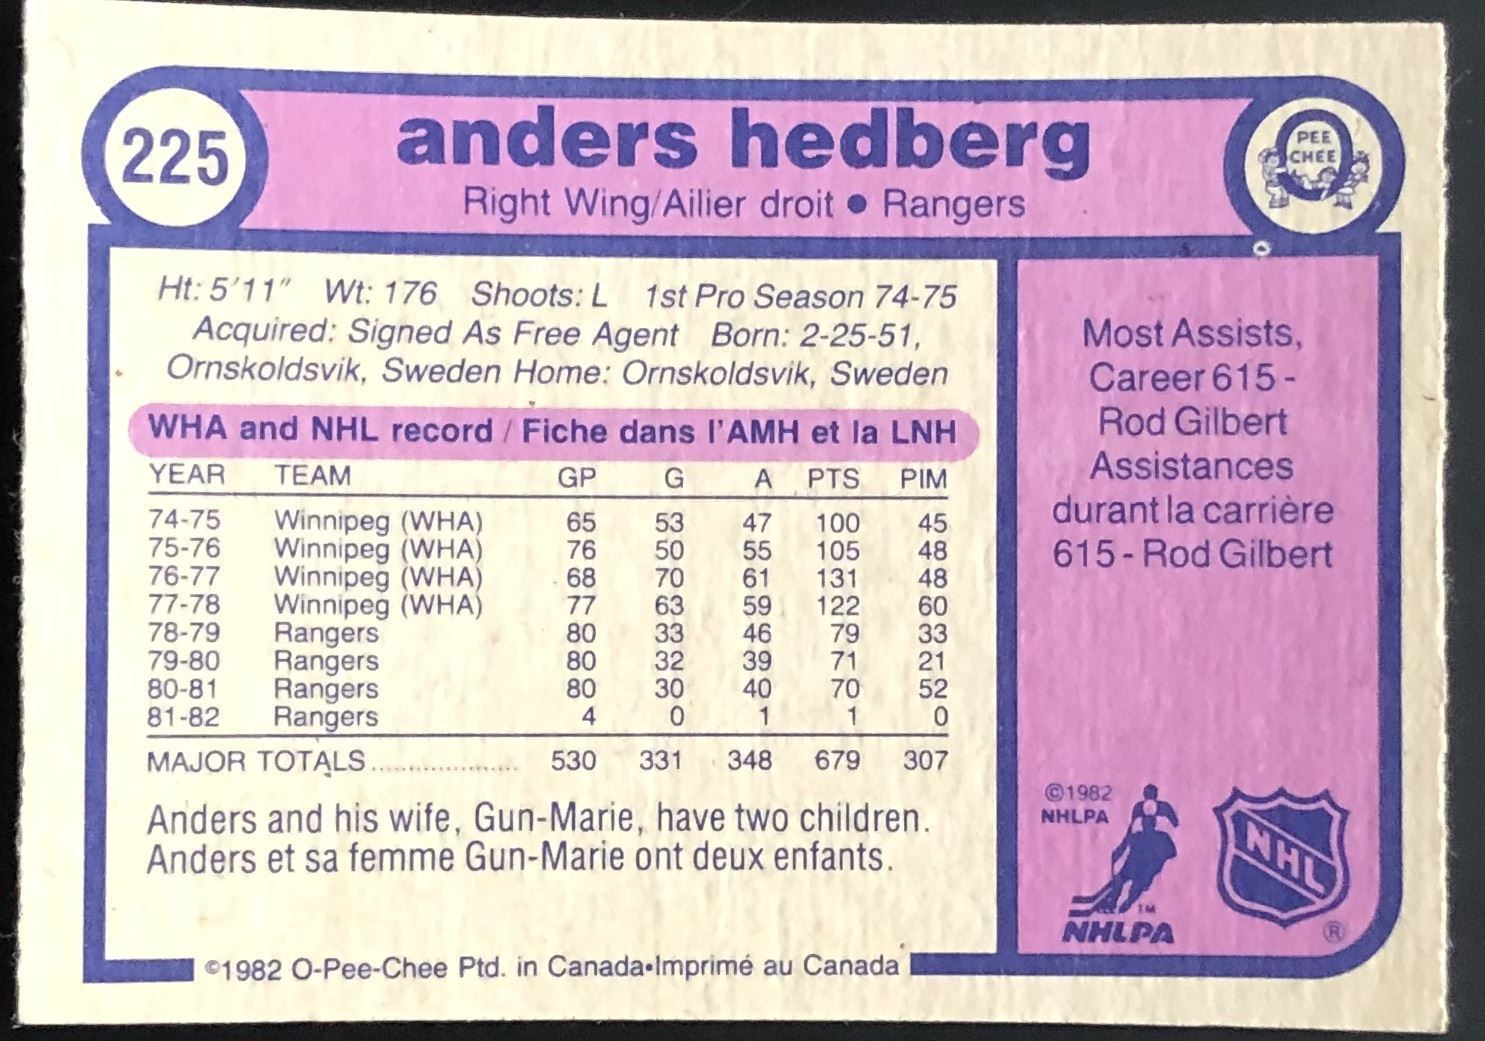 225
anders hedberg
Right Wing/Ailier droit • Rangers
O PEE CHEE
Ht: 5'11" Wt: 176 Shoots: L 1st Pro Season 74-75
Acquired: Signed As Free Agent Born: 2-25-51,
Ornskoldsvik, Sweden Home: Ornskoldsvik, Sweden
WHA and NHL record / Fiche dans l'AMH et la LNH
YEAR TEAM GP G A PTS PIM
74-75 Winnipeg (WHA) 65 53 47 100 45
75-76 Winnipeg (WHA) 76 50 55 105 48
76-77 Winnipeg (WHA) 68 70 61 131 48
77-78 Winnipeg (WHA) 77 63 59 122 60
78-79 Rangers 80 33 46 79 33
79-80 Rangers 80 32 39 71 21
80-81 Rangers 80 30 40 70 52
81-82 Rangers 4 0 1 1 0
MAJOR TOTALS.................... 530 331 348 679 307
Anders and his wife, Gun-Marie, have two children.
Anders et sa femme Gun-Marie ont deux enfants.
©1982 O-Pee-Chee Ptd. in Canada•Imprimé au Canada
Most Assists,
Career 615 -
Rod Gilbert
Assistances
durant la carrière
615 - Rod Gilbert
©1982
NHLPA
TM
NHLPA
NHL
®